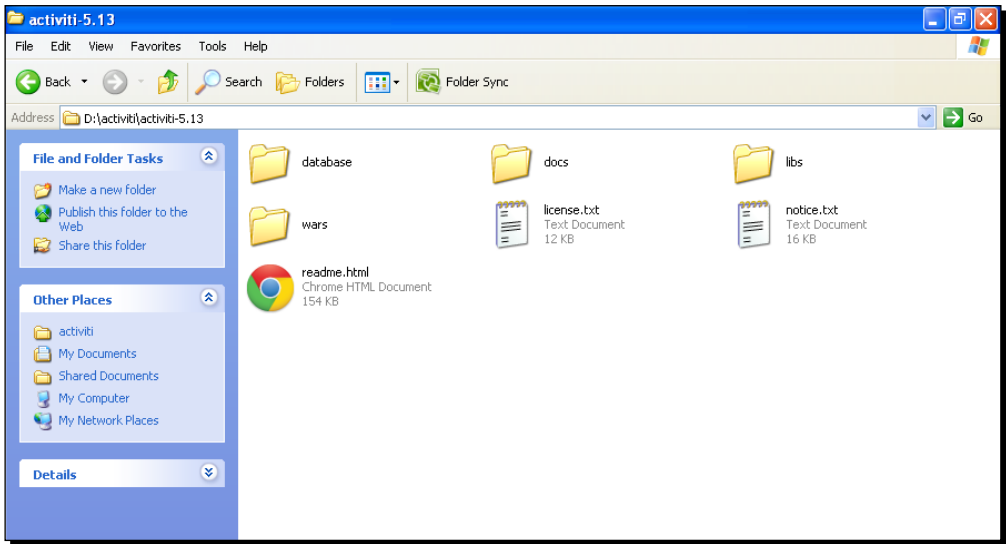 activiti-5.13
File Edit View Favorites Tools Help
Back Search Folders Folder Sync
Address D:\activiti\activiti-5.13 Go
File and Folder Tasks
Make a new folder
Publish this folder to the
Web
Share this folder
Other Places
activiti
My Documents
Shared Documents
My Computer
My Network Places
Details
database
docs
libs
wars
license.txt
Text Document
12 KB
notice.txt
Text Document
16 KB
readme.html
Chrome HTML Document
154 KB